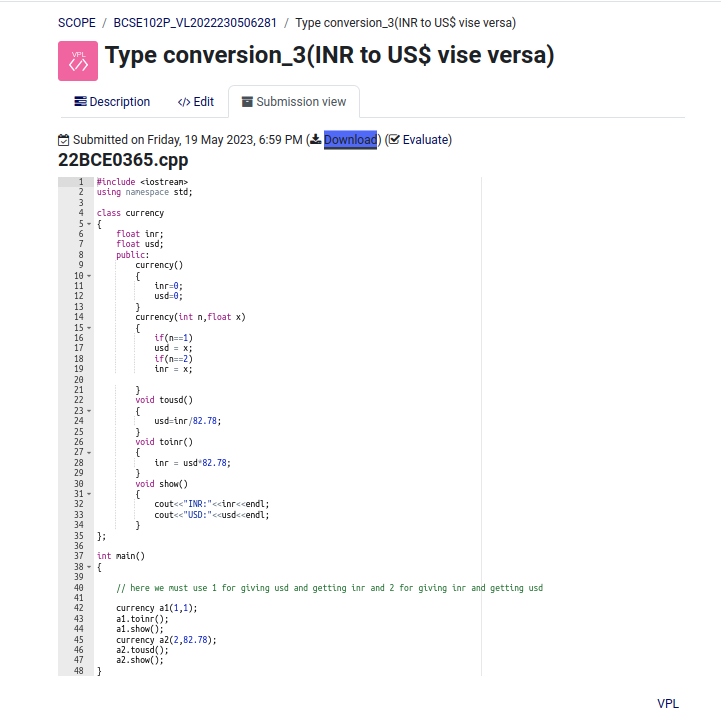 SCOPE / BCSE102P_VL2022230506281 / Type conversion_3(INR to US$ vise versa)
VPL
</> Type conversion_3(INR to US$ vise versa)
Description </> Edit Submission view
Submitted on Friday, 19 May 2023, 6:59 PM (Download) (Evaluate)
22BCE0365.cpp
1 #include <iostream>
2 using namespace std;
3
4 class currency
5 {
6 float inr;
7 float usd;
8 public:
9 currency()
10 {
11 inr=0;
12 usd=0;
13 }
14 currency(int n,float x)
15 {
16 if(n==1)
17 usd = x;
18 if(n==2)
19 inr = x;
20
21 }
22 void tousd()
23 {
24 usd=inr/82.78;
25 }
26 void toinr()
27 {
28 inr = usd*82.78;
29 }
30 void show()
31 {
32 cout<<"INR:"<<inr<<endl;
33 cout<<"USD:"<<usd<<endl;
34 }
35 };
36
37 int main()
38 {
39
40 // here we must use 1 for giving usd and getting inr and 2 for giving inr and getting usd
41
42 currency a1(1,1);
43 a1.toinr();
44 a1.show();
45 currency a2(2,82.78);
46 a2.tousd();
47 a2.show();
48 }
VPL